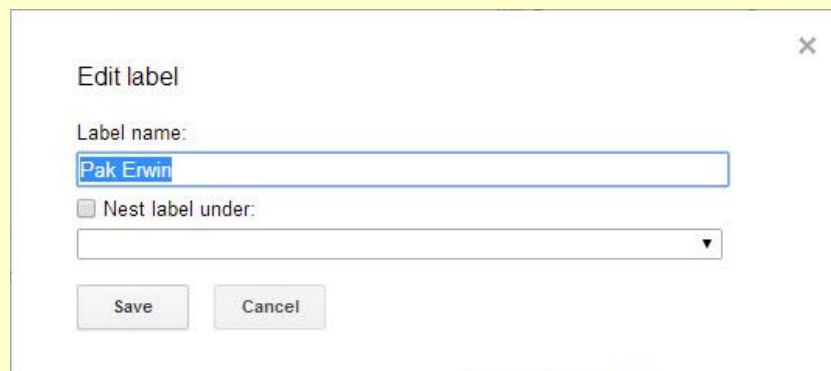 Edit label
Label name:
Pak Erwin
Nest label under:
Save Cancel